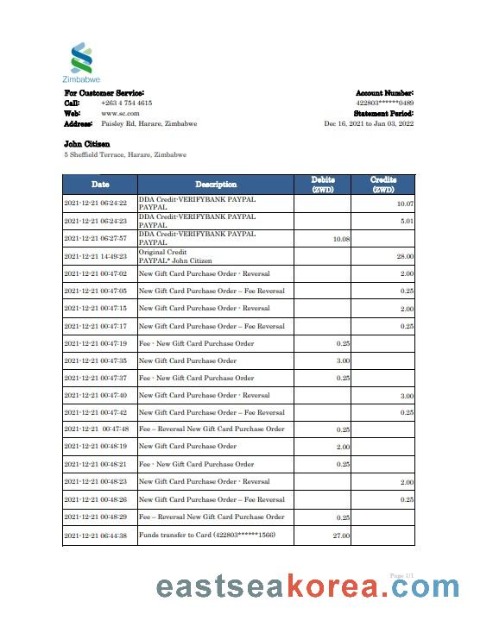 Zimbabwe
For Customer Service:
Call: +263 4 754 4615
Web: www.sc.com
Address: Paisley Rd, Harare, Zimbabwe
Account Number:
422803******0489
Statement Period:
Dec 16, 2021 to Jan 03, 2022
John Citizen
5 Sheffield Terrace, Harare, Zimbabwe
Date Description Debits (ZWD) Credits (ZWD)
2021-12-21 06:24:22 DDA Credit-VERIFYBANK PAYPAL PAYPAL 10.07
2021-12-21 06:24:23 DDA Credit-VERIFYBANK PAYPAL PAYPAL 5.01
2021-12-21 06:27:57 DDA Credit-VERIFYBANK PAYPAL PAYPAL 10.08
2021-12-21 14:49:23 Original Credit PAYPAL* John Citizen 28.00
2021-12-21 00:47:02 New Gift Card Purchase Order - Reversal 2.00
2021-12-21 00:47:05 New Gift Card Purchase Order – Fee Reversal 0.25
2021-12-21 00:47:15 New Gift Card Purchase Order - Reversal 2.00
2021-12-21 00:47:17 New Gift Card Purchase Order – Fee Reversal 0.25
2021-12-21 00:47:19 Fee - New Gift Card Purchase Order 0.25
2021-12-21 00:47:35 New Gift Card Purchase Order 3.00
2021-12-21 00:47:37 Fee - New Gift Card Purchase Order 0.25
2021-12-21 00:47:40 New Gift Card Purchase Order - Reversal 3.00
2021-12-21 00:47:42 New Gift Card Purchase Order – Fee Reversal 0.25
2021-12-21 00:47:48 Fee – Reversal New Gift Card Purchase Order 0.25
2021-12-21 00:48:19 New Gift Card Purchase Order 2.00
2021-12-21 00:48:21 Fee - New Gift Card Purchase Order 0.25
2021-12-21 00:48:23 New Gift Card Purchase Order - Reversal 2.00
2021-12-21 00:48:26 New Gift Card Purchase Order – Fee Reversal 0.25
2021-12-21 00:48:29 Fee – Reversal New Gift Card Purchase Order 0.25
2021-12-21 06:44:38 Funds transfer to Card (422803******1566) 27.00
Page 1/1
eastseakorea.com